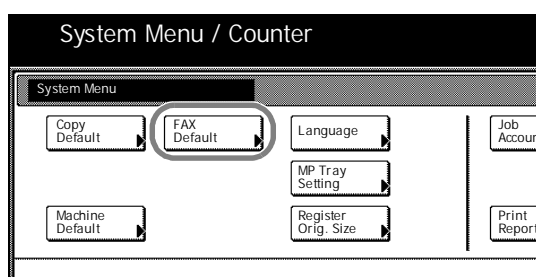 System Menu / Counter
System Menu
Copy
Default
FAX
Default
Language
Job
MP Tray
Setting
Machine
Default
Register
Orig. Size
Print
Report